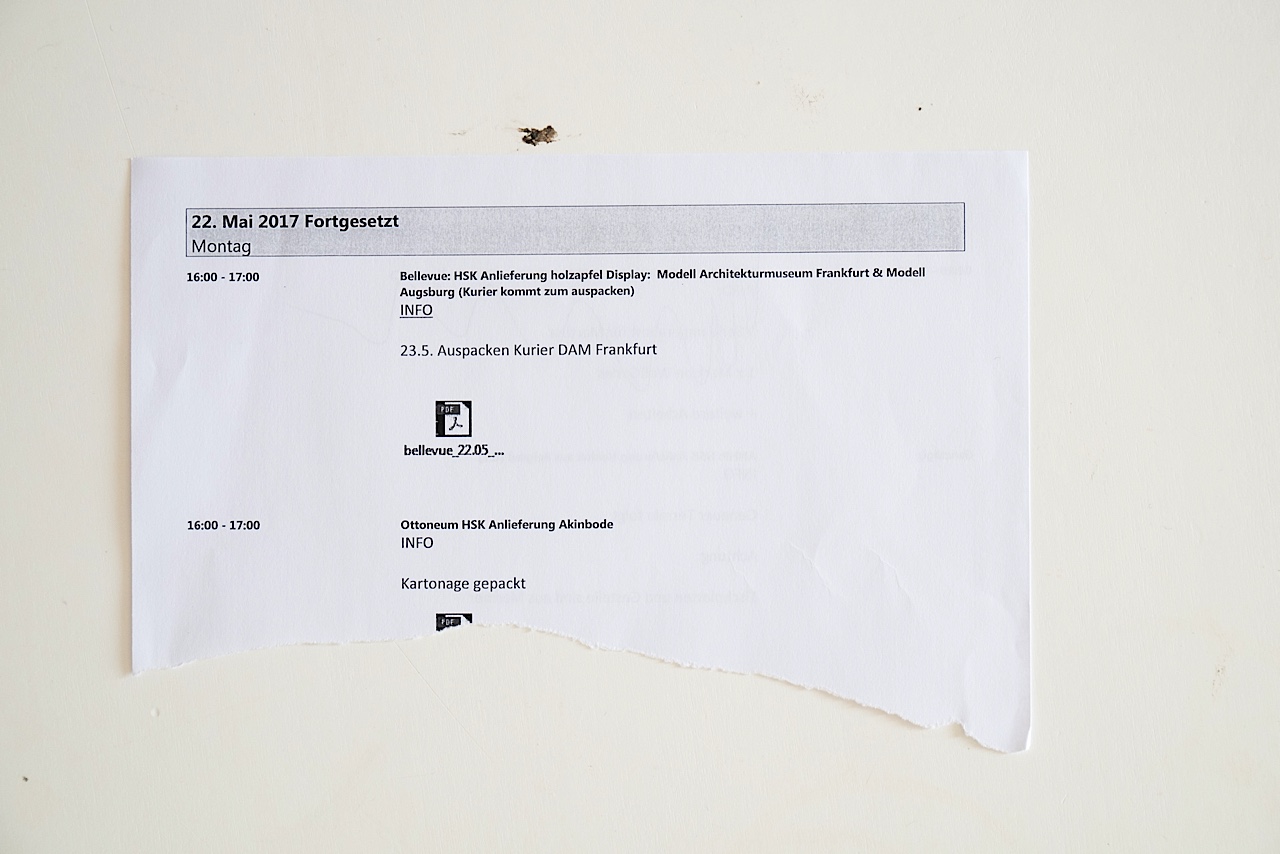 22. Mai 2017 Fortgesetzt
Montag
16:00 - 17:00
Bellevue: HSK Anlieferung holzapfel Display: Modell Architekturmuseum Frankfurt & Modell
Augsburg (Kurier kommt zum auspacken)
INFO
23.5. Auspacken Kurier DAM Frankfurt
PDF
bellevue_22.05_...
16:00 - 17:00
Ottoneum HSK Anlieferung Akinbode
INFO
Kartonage gepackt
PDF